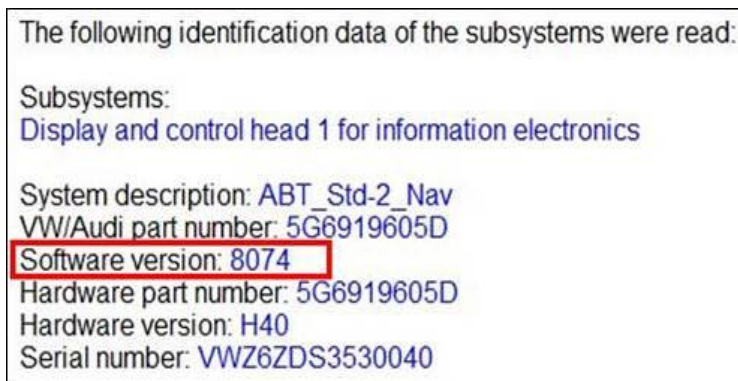 The following identification data of the subsystems were read:
Subsystems:
Display and control head 1 for information electronics
System description: ABT_Std-2_Nav
VW/Audi part number: 5G6919605D
Software version: 8074
Hardware part number: 5G6919605D
Hardware version: H40
Serial number: VWZ6ZDS3530040